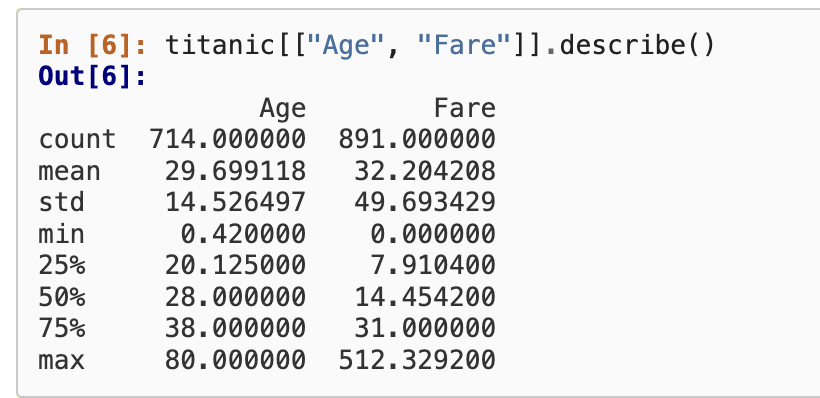 In [6]: titanic[["Age", "Fare"]].describe()
Out[6]:
              Age        Fare
count  714.000000  891.000000
mean    29.699118   32.204208
std     14.526497   49.693429
min      0.420000    0.000000
25%     20.125000    7.910400
50%     28.000000   14.454200
75%     38.000000   31.000000
max     80.000000  512.329200